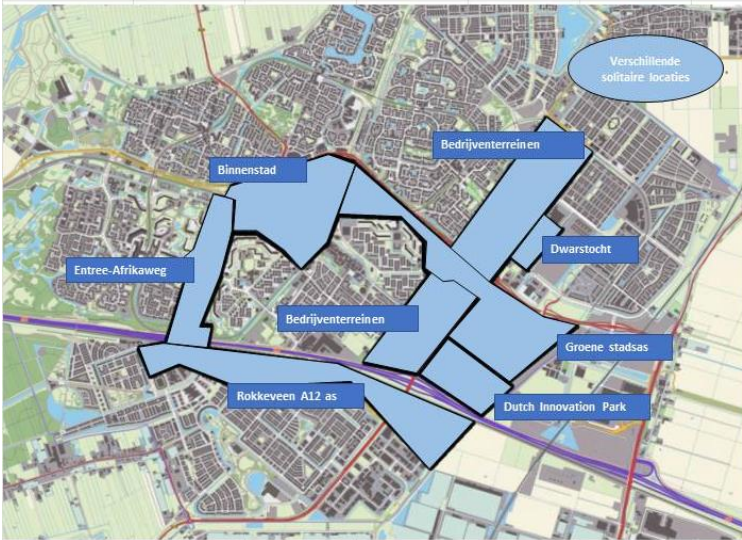 Verschillende
solitaire locaties
Bedrijventerreinen
Binnenstad
Dwarstocht
Entree-Afrikaweg
Bedrijventerreinen
Groene stadsas
Rokkeveen A12 as
Dutch Innovation Park